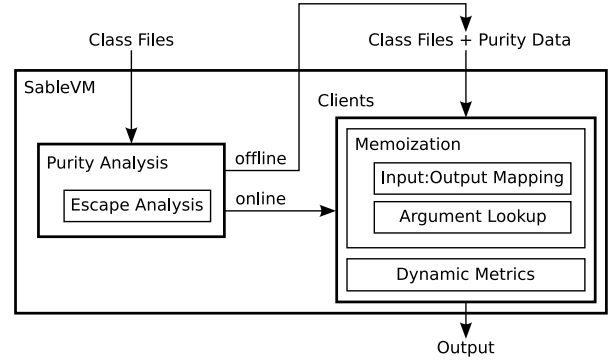 Class Files
Class Files + Purity Data
SableVM
Clients
Purity Analysis
offline
Memoization
Escape Analysis
online
Input:Output Mapping
Argument Lookup
Dynamic Metrics
Output